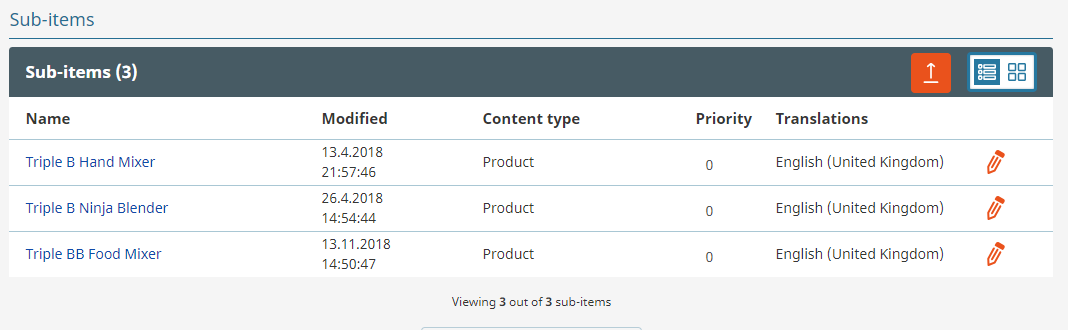 Sub-items
Sub-items (3)
Name Modified Content type Priority Translations
Triple B Hand Mixer 13.4.2018 21:57:46 Product 0 English (United Kingdom)
Triple B Ninja Blender 26.4.2018 14:54:44 Product 0 English (United Kingdom)
Triple BB Food Mixer 13.11.2018 14:50:47 Product 0 English (United Kingdom)
Viewing 3 out of 3 sub-items